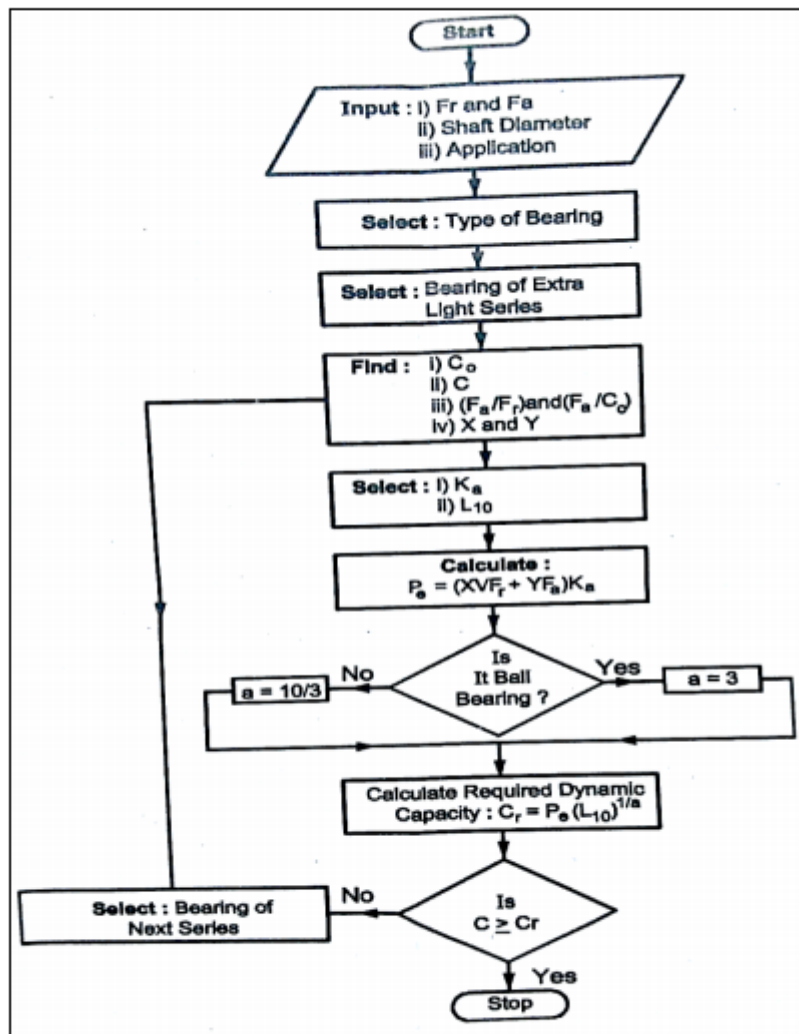 Start
Input : i) Fr and Fa
ii) Shaft Diameter
iii) Application
Select : Type of Bearing
Select : Bearing of Extra
Light Series
Find : i) Co
ii) C
iii) (Fa/Fr)and(Fa/Co)
iv) X and Y
Select : i) Ka
ii) L10
Calculate :
Pe = (XVFr + YFa)Ka
Is
It Ball
Bearing ?
No
Yes
a = 10/3
a = 3
Calculate Required Dynamic
Capacity : Cr = Pe (L10)^1/a
Is
C ≥ Cr
No
Select : Bearing of
Next Series
Yes
Stop